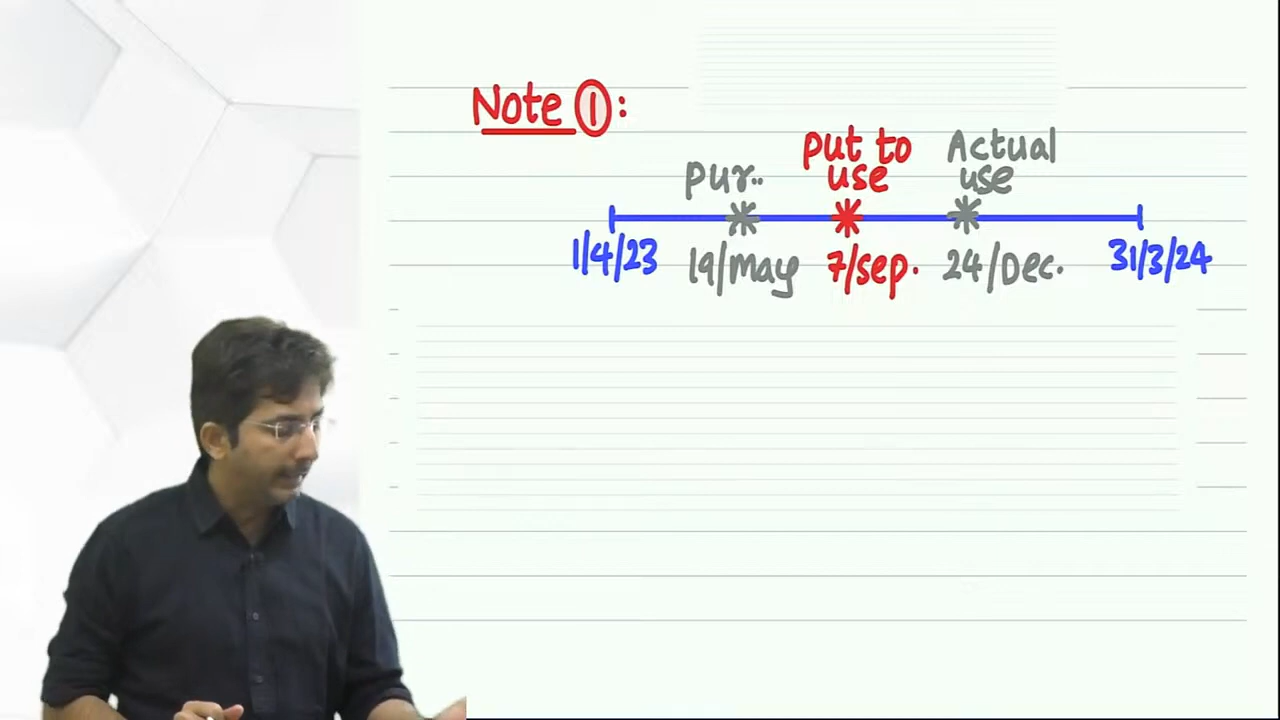 Note ①:
pur..
put to
use
Actual
use
1/4/23
19/may
7/sep.
24/Dec.
31/3/24